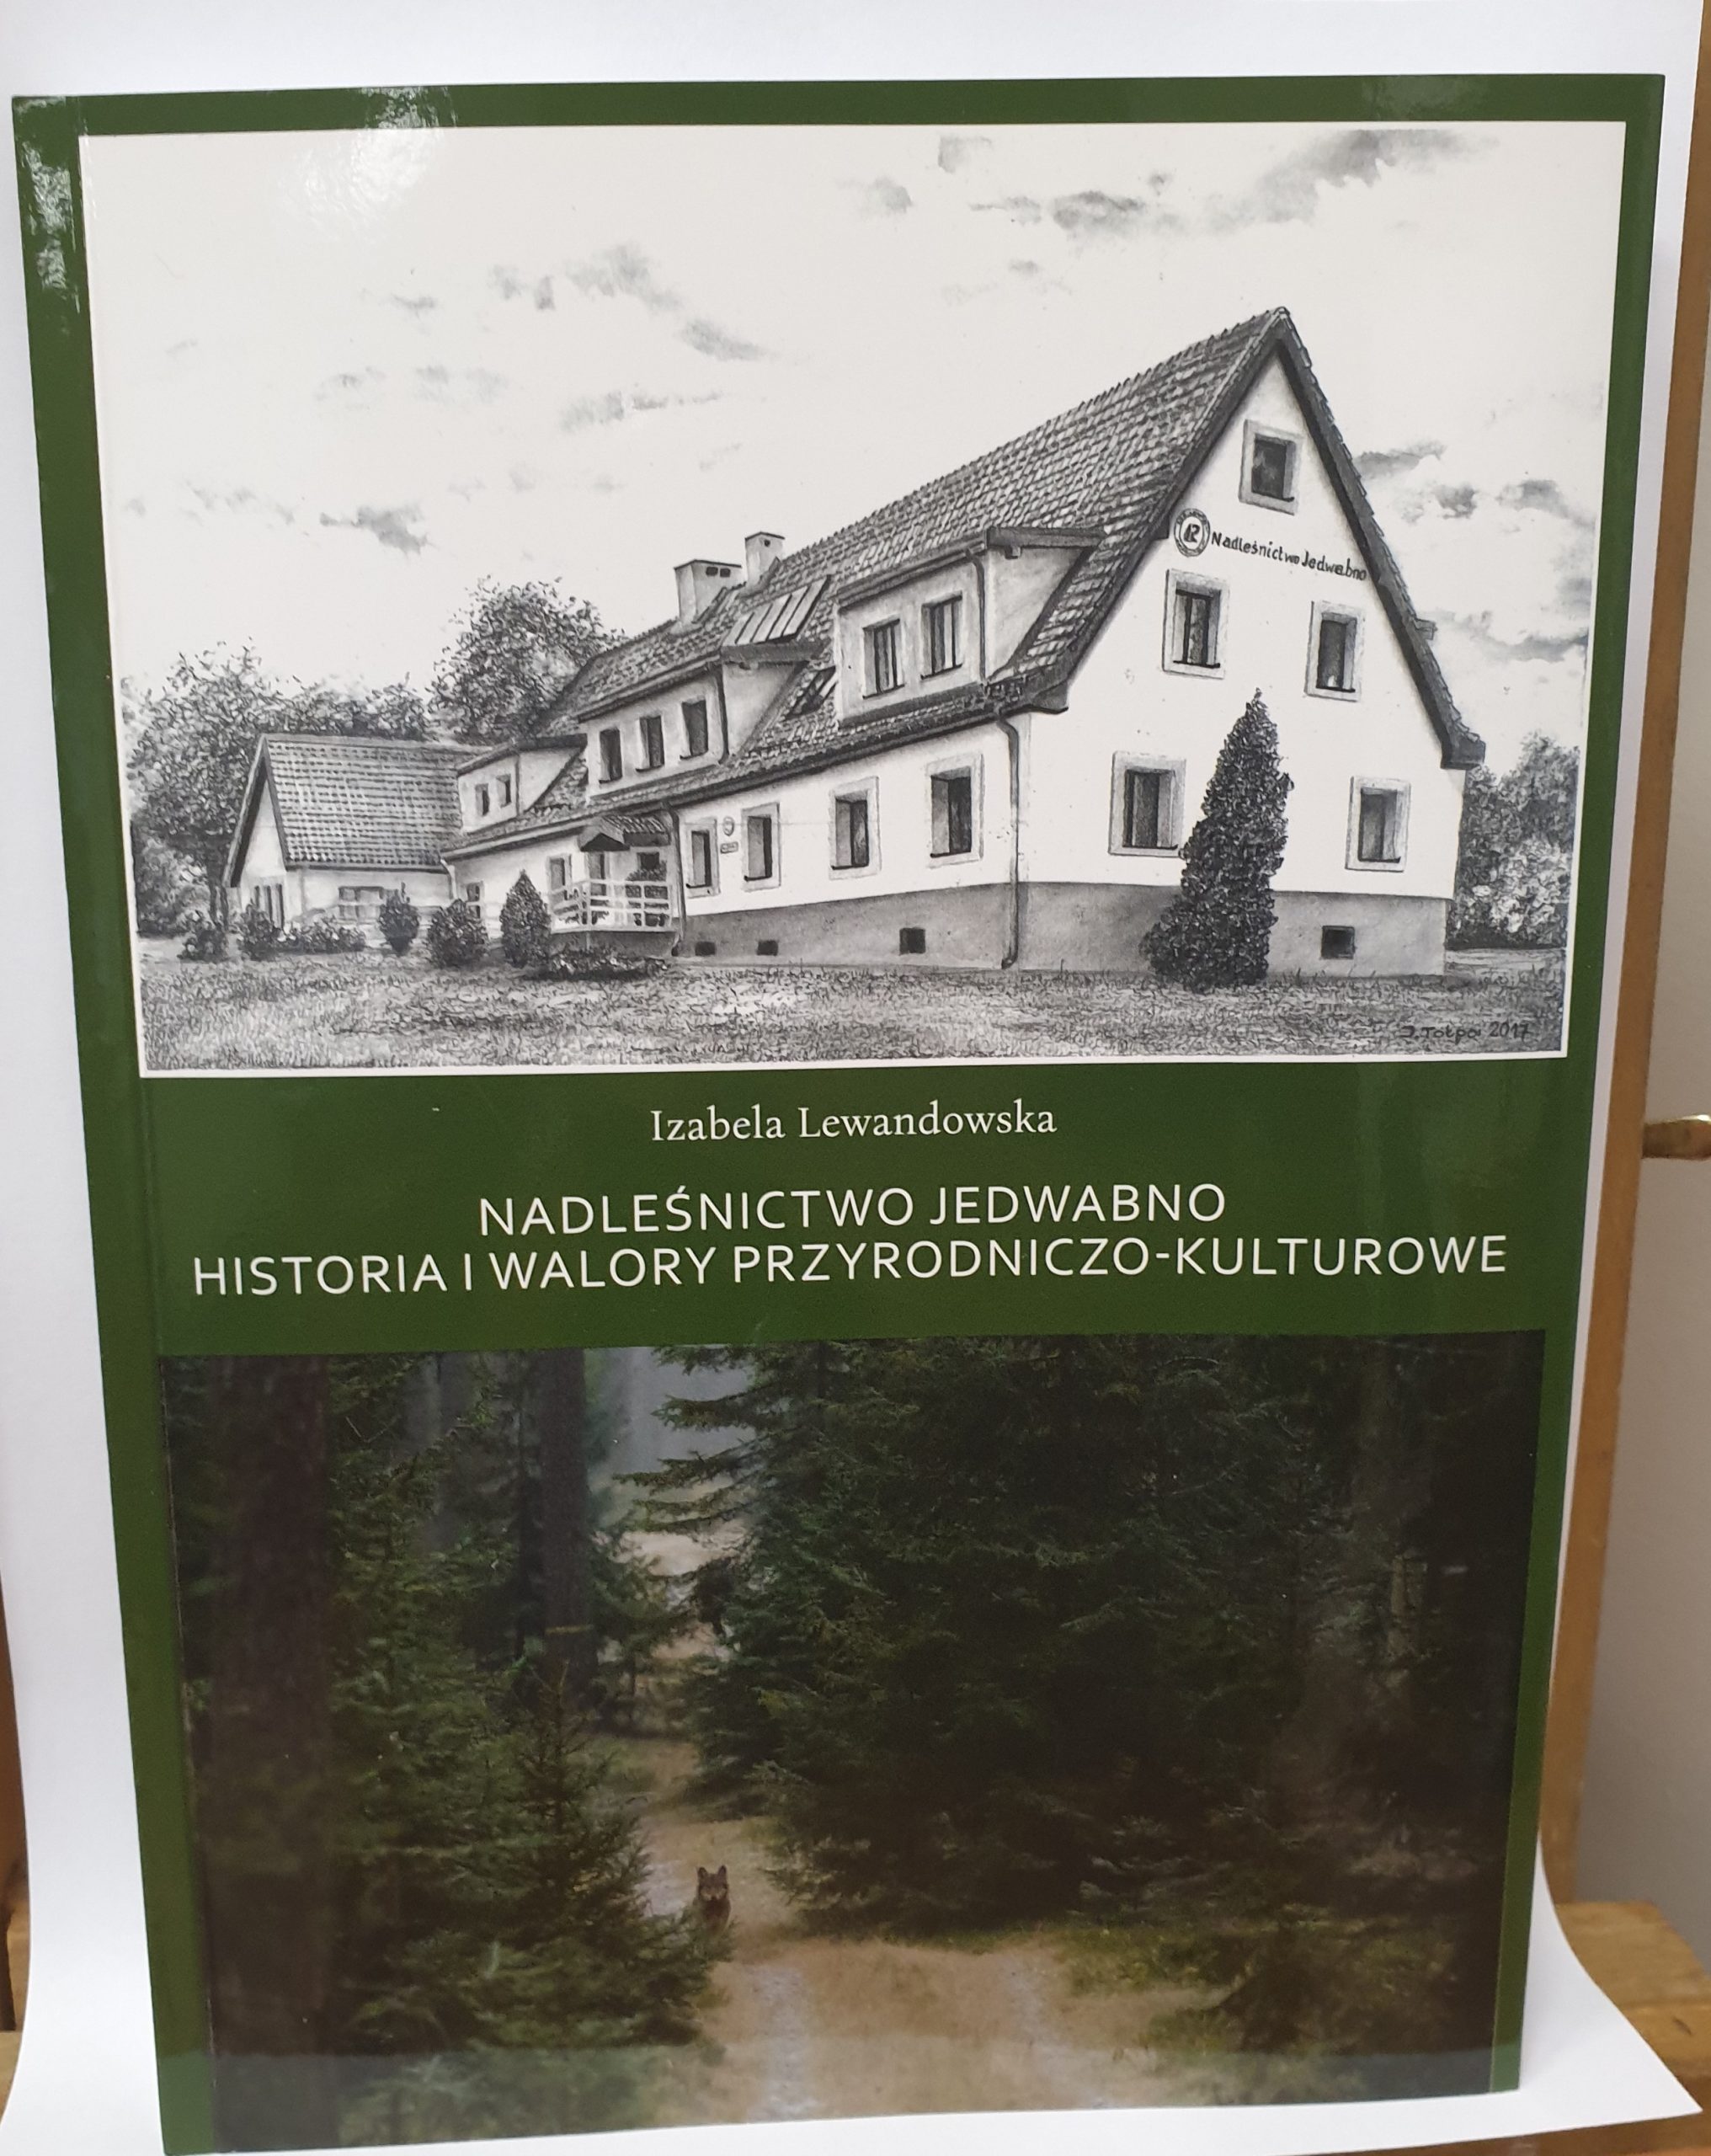 Nadleśnictwo Jedwabno
J. Tołpa 2017
Izabela Lewandowska
NADLEŚNICTWO JEDWABNO
HISTORIA I WALORY PRZYRODNICZO-KULTUROWE